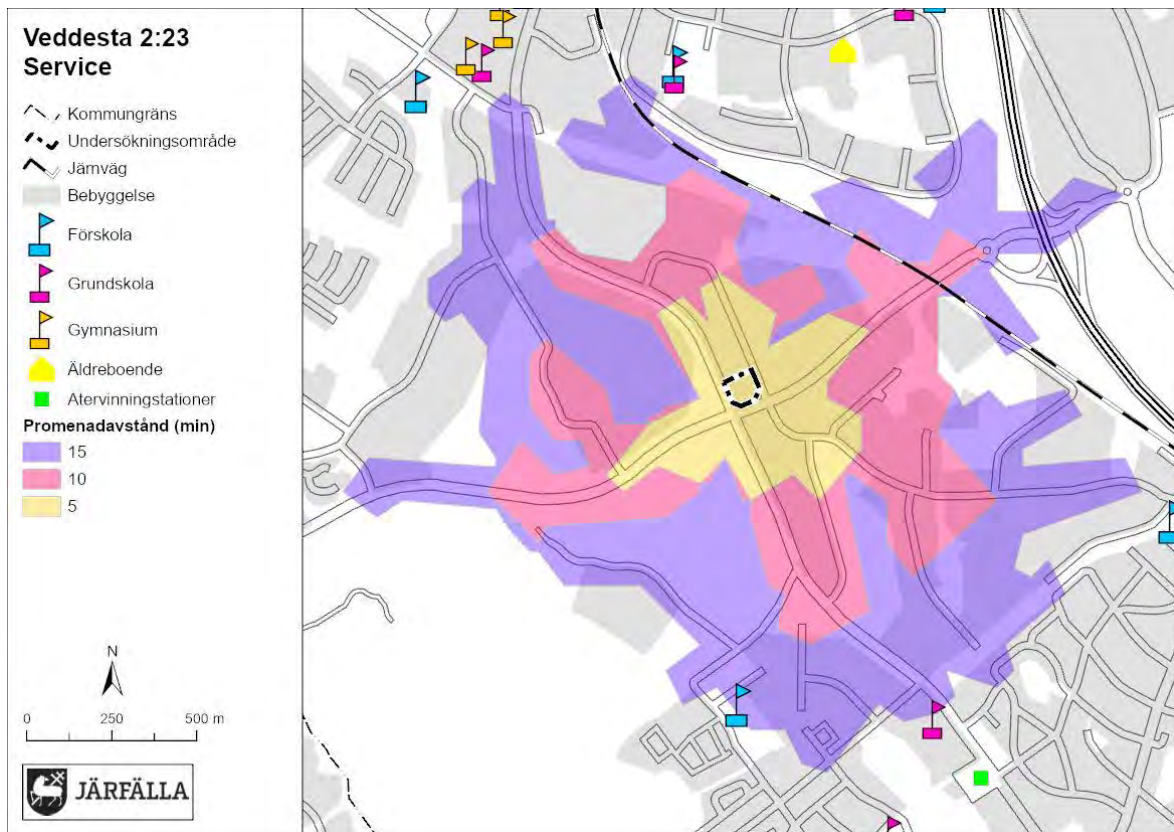 Veddesta 2:23
Service
Kommungräns
Undersökningsområde
Järnväg
Bebyggelse
Förskola
Grundskola
Gymnasium
Äldreboende
Atervinningstationer
Promenadavstånd (min)
15
10
5
N
0 250 500 m
JÄRFÄLLA